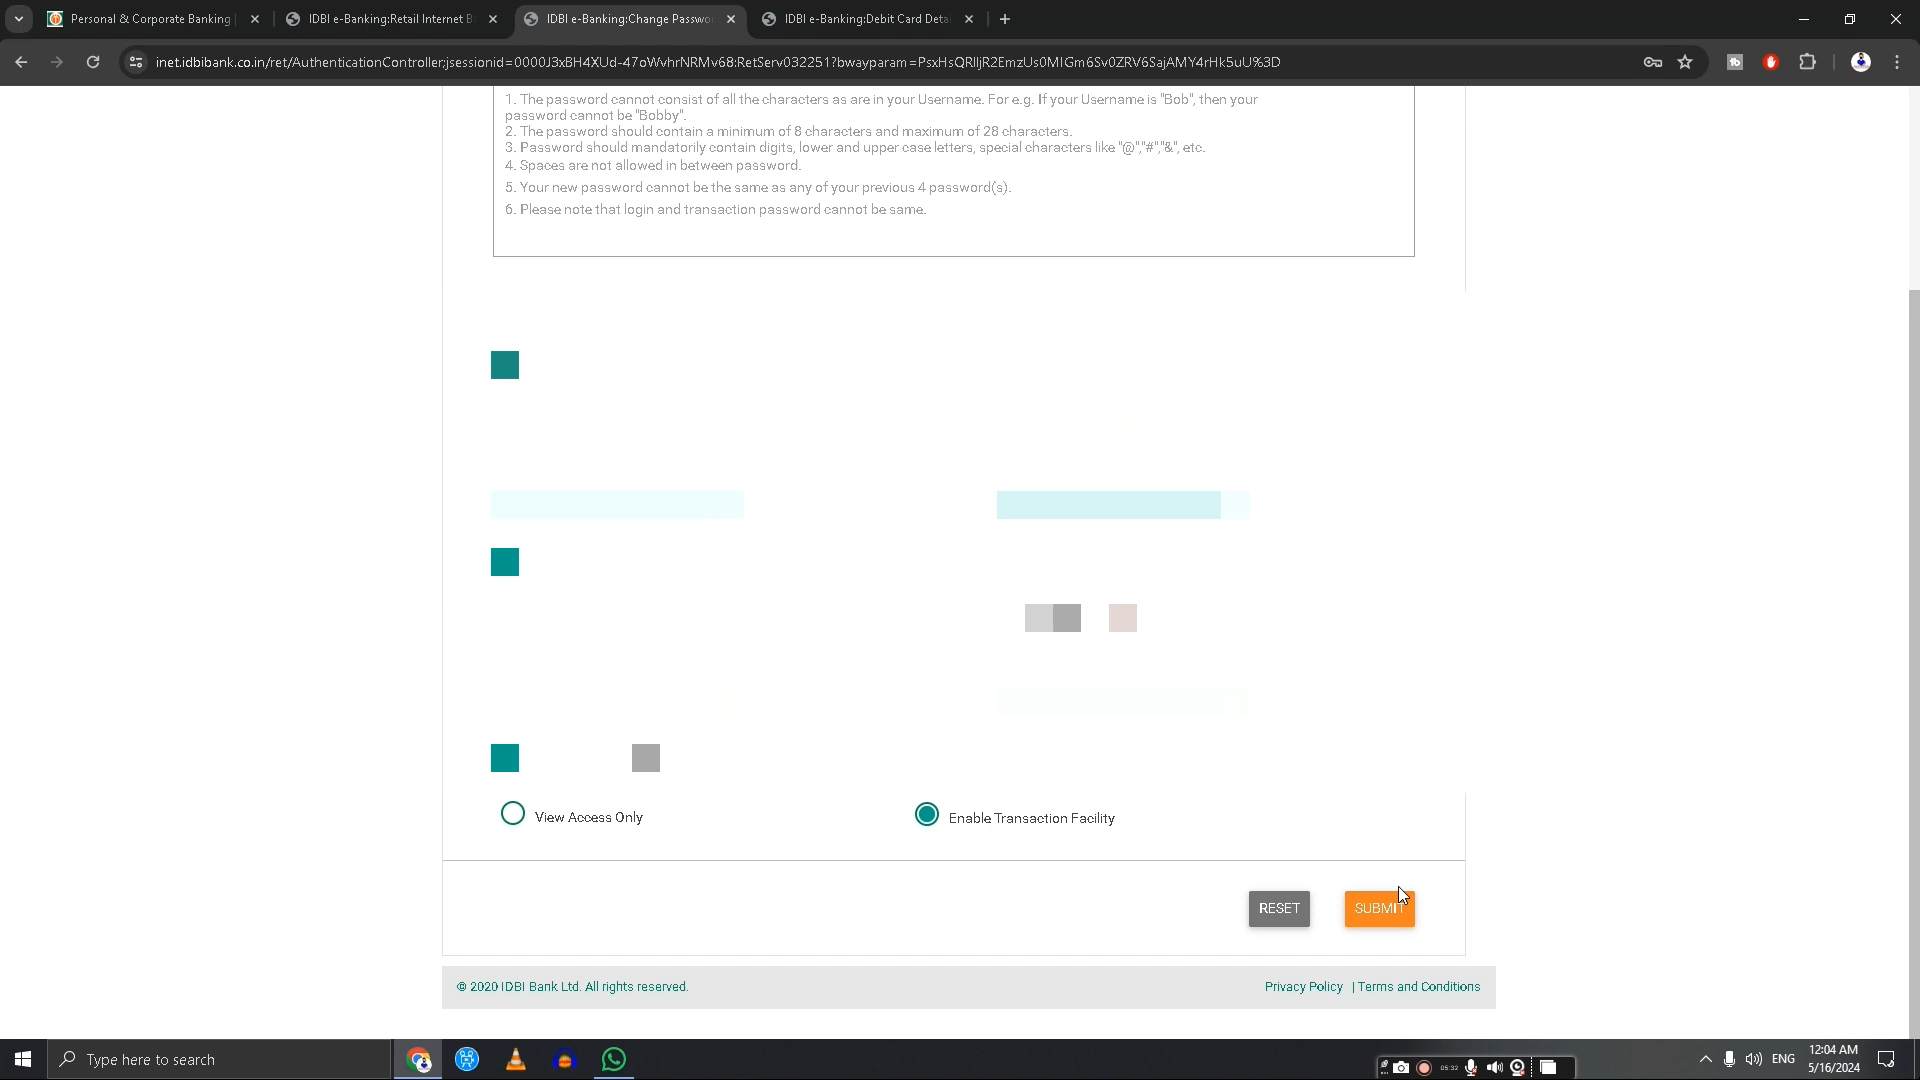 Personal & Corporate Banking
IDBI e-Banking:Retail Internet B
IDBI e-Banking:Change Passwo
IDBI e-Banking:Debit Card Deta
inet.idbibank.co.in/ret/AuthenticationController;jsessionid=0000J3xBH4XUd-47oWvhrNRMv68:RetServ032251?bwayparam=PsxHsQRlIjR2EmzUs0MIGm6Sv0ZRV6SajAMY4rHk5uU%3D
1. The password cannot consist of all the characters as are in your Username. For e.g. If your Username is "Bob", then your
password cannot be "Bobby".
2. The password should contain a minimum of 8 characters and maximum of 28 characters.
3. Password should mandatorily contain digits, lower and upper case letters, special characters like "@","#","&", etc.
4. Spaces are not allowed in between password.
5. Your new password cannot be the same as any of your previous 4 password(s).
6. Please note that login and transaction password cannot be same.
View Access Only
Enable Transaction Facility
RESET
SUBMIT
© 2020 IDBI Bank Ltd. All rights reserved.
Privacy Policy | Terms and Conditions
Type here to search
05:32
ENG
12:04 AM
5/16/2024